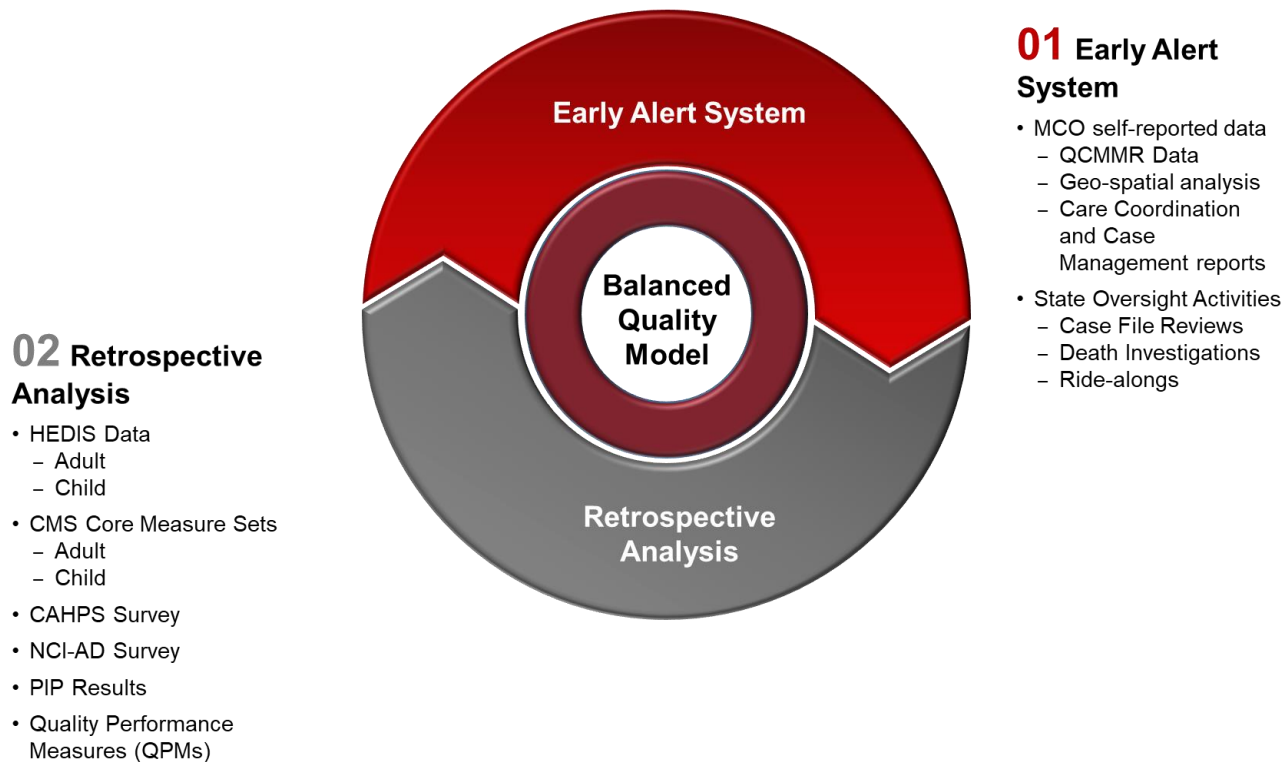 Early Alert System
Balanced
Quality
Model
Retrospective
Analysis
01 Early Alert
System
• MCO self-reported data
– QCMMR Data
– Geo-spatial analysis
– Care Coordination
and Case
Management reports
• State Oversight Activities
– Case File Reviews
– Death Investigations
– Ride-alongs
02 Retrospective
Analysis
• HEDIS Data
– Adult
– Child
• CMS Core Measure Sets
– Adult
– Child
• CAHPS Survey
• NCI-AD Survey
• PIP Results
• Quality Performance
Measures (QPMs)